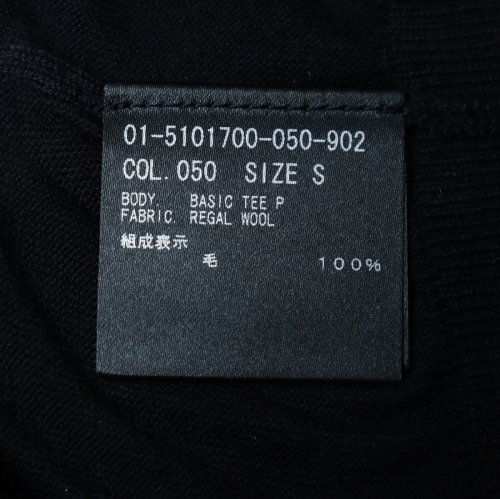 01-5101700-050-902
COL. 050 SIZE S
BODY. BASIC TEE P
FABRIC. REGAL WOOL
組成表示
毛 100%